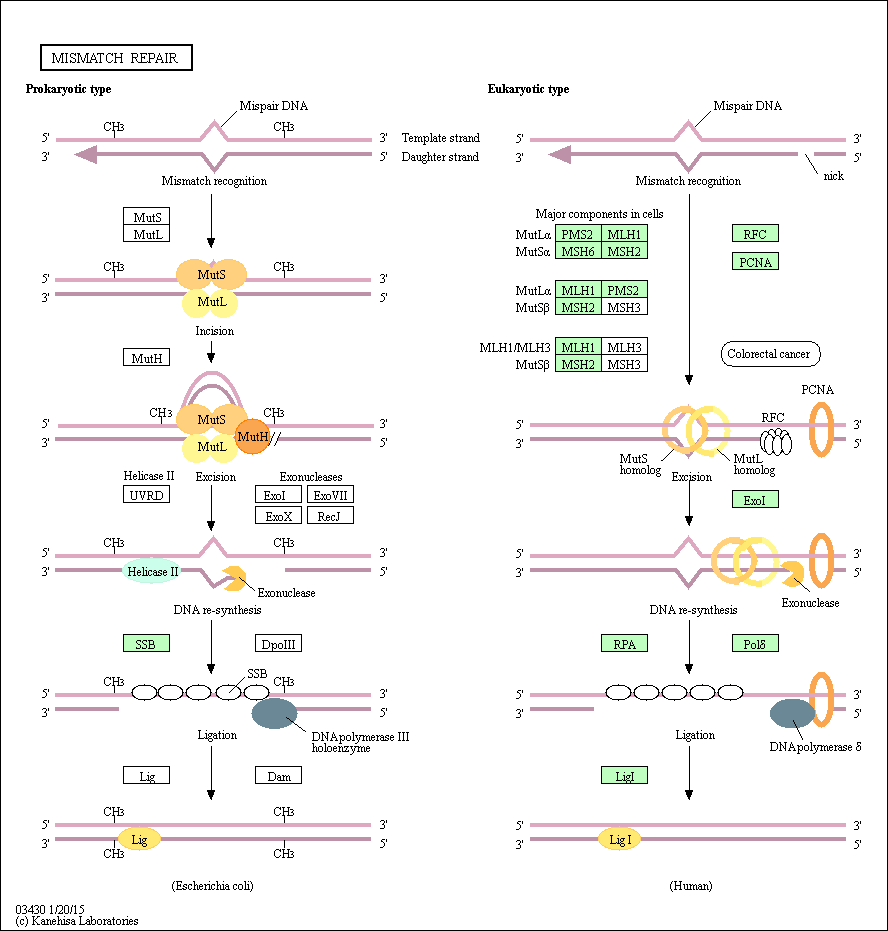 MISMATCH REPAIR
Prokaryotic type
Mispair DNA
CH3
CH3
5'
3'
Template strand
3'
5'
Daughter strand
Mismatch recognition
MutS
MutL
CH3
CH3
5'
3'
3'
5'
MutS
MutL
Incision
MutH
CH3
CH3
5'
3'
3'
5'
MutS
MutL
MutH
Helicase II
Excision
Exonucleases
UVRD
ExoI
ExoVII
ExoX
RecJ
CH3
CH3
5'
3'
3'
5'
Helicase II
Exonuclease
DNA re-synthesis
SSB
DpoIII
SSB
CH3
CH3
5'
3'
3'
5'
DNA polymerase III
holoenzyme
Ligation
Lig
Dam
CH3
CH3
5'
3'
3'
5'
Lig
CH3
CH3
(Escherichia coli)
Eukaryotic type
Mispair DNA
5'
3'
3'
5'
nick
Mismatch recognition
Major components in cells
MutLα PMS2 MLH1
MutSα MSH6 MSH2
RFC
PCNA
MutLα MLH1 PMS2
MutSβ MSH2 MSH3
MLH1/MLH3 MLH1 MLH3
MutSβ MSH2 MSH3
Colorectal cancer
PCNA
RFC
5'
3'
3'
5'
MutS
homolog
MutL
homolog
Excision
ExoI
5'
3'
3'
5'
Exonuclease
DNA re-synthesis
RPA
Polδ
5'
3'
3'
5'
DNA polymerase δ
Ligation
LigI
5'
3'
3'
5'
Lig I
(Human)
03430 1/20/15
(c) Kanehisa Laboratories